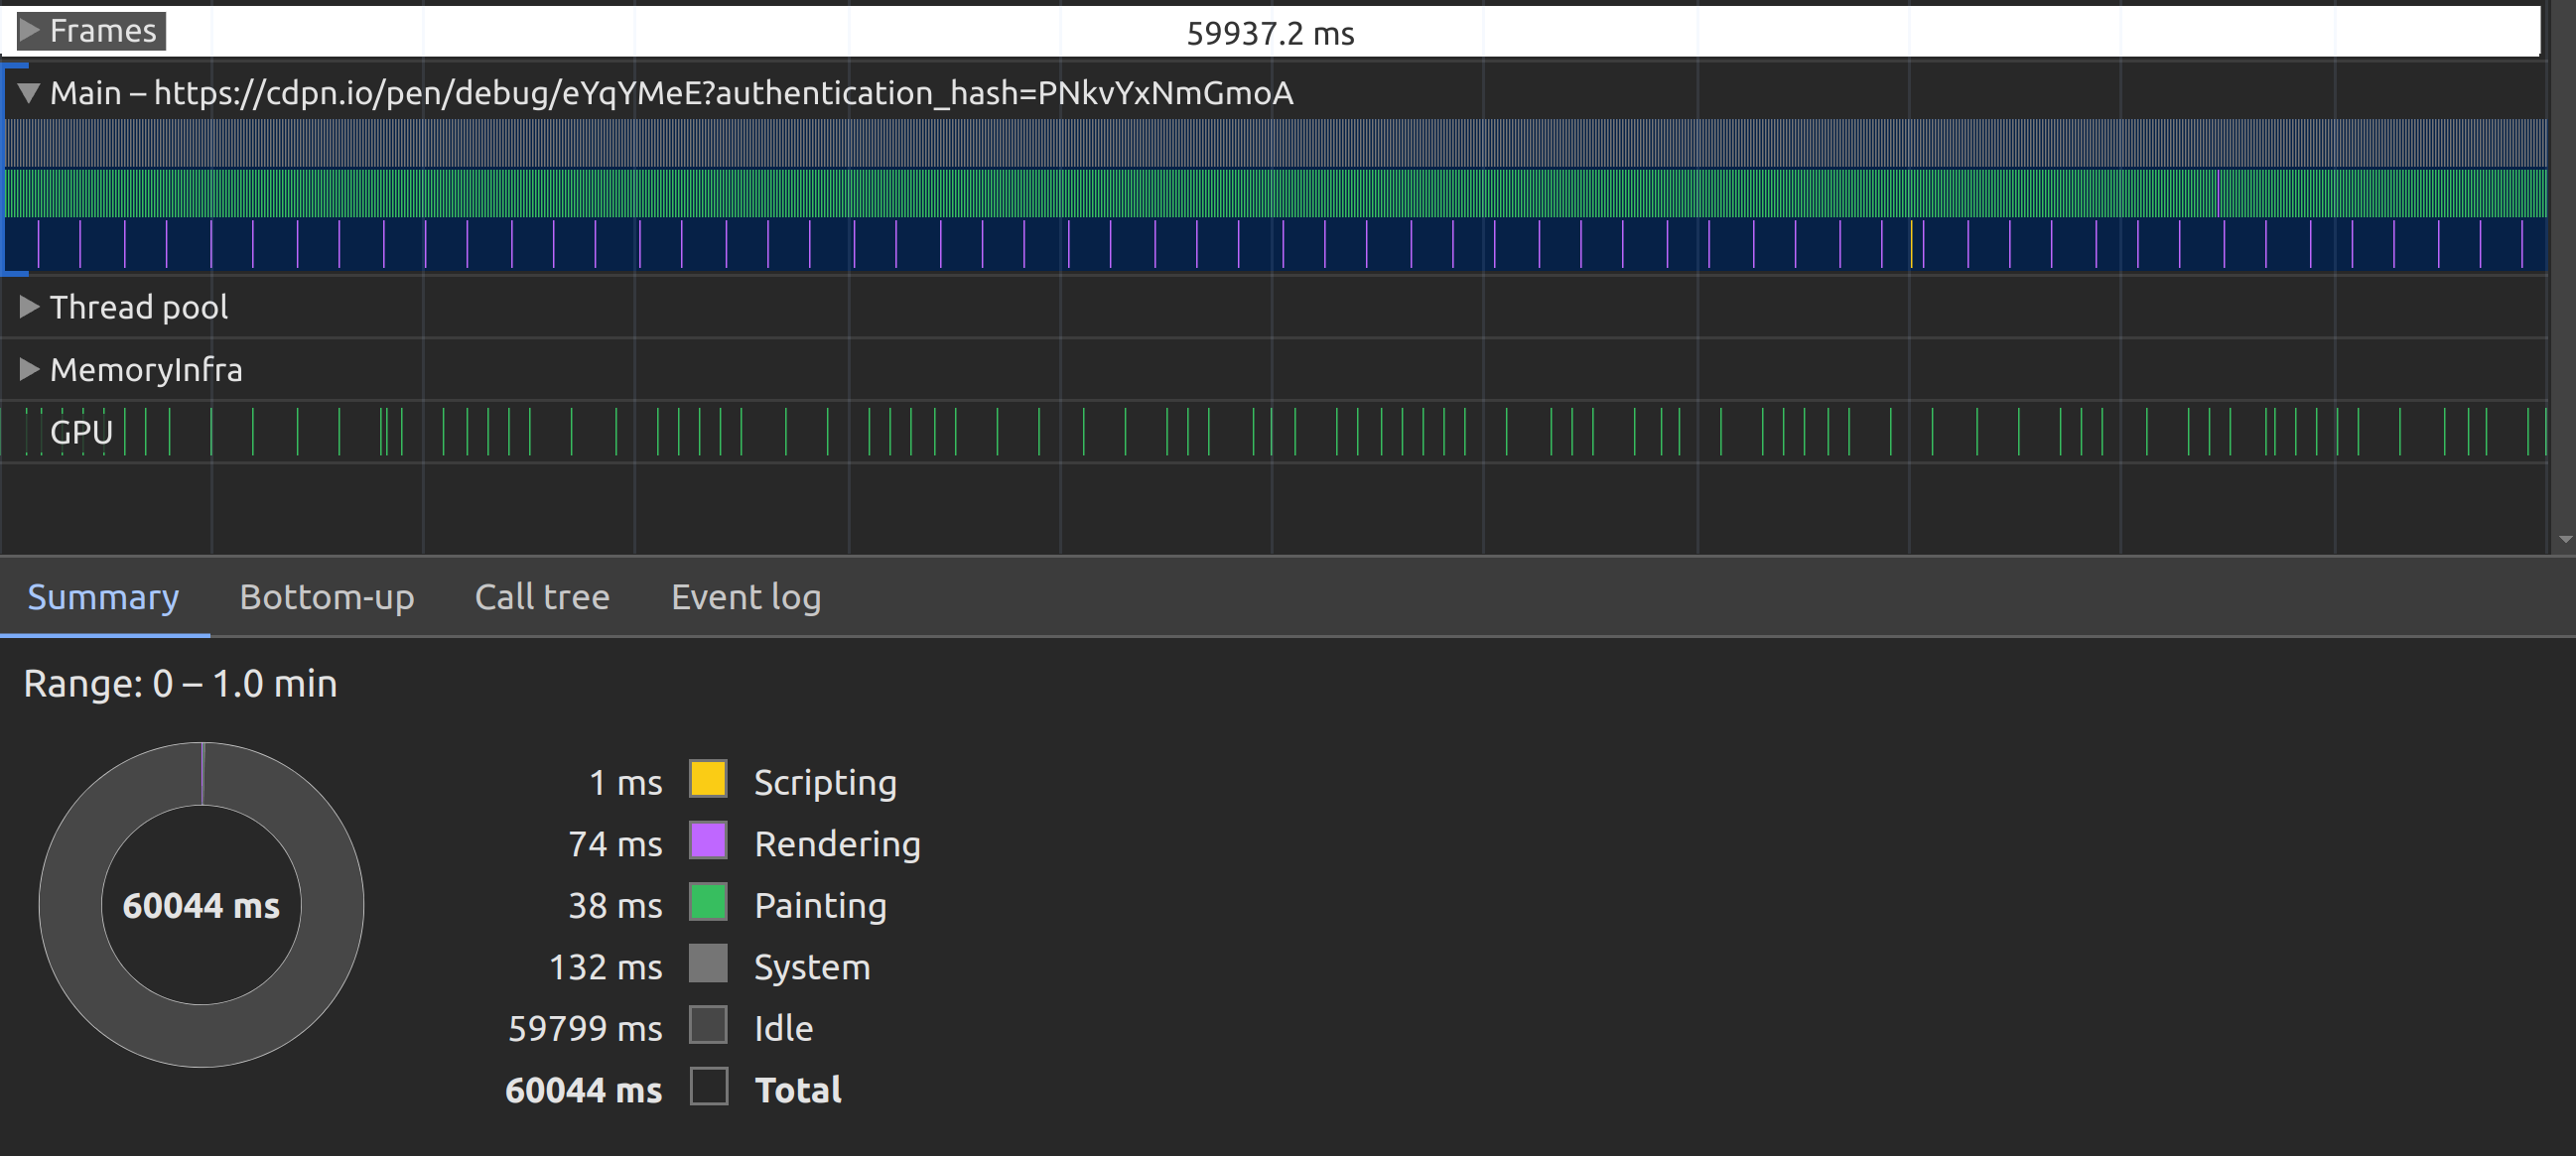 Frames
59937.2 ms
Main – https://cdpn.io/pen/debug/eYqYMeE?authentication_hash=PNkvYxNmGmoA
Thread pool
MemoryInfra
GPU
Summary Bottom-up Call tree Event log
Range: 0 – 1.0 min
60044 ms
1 ms Scripting
74 ms Rendering
38 ms Painting
132 ms System
59799 ms Idle
60044 ms Total